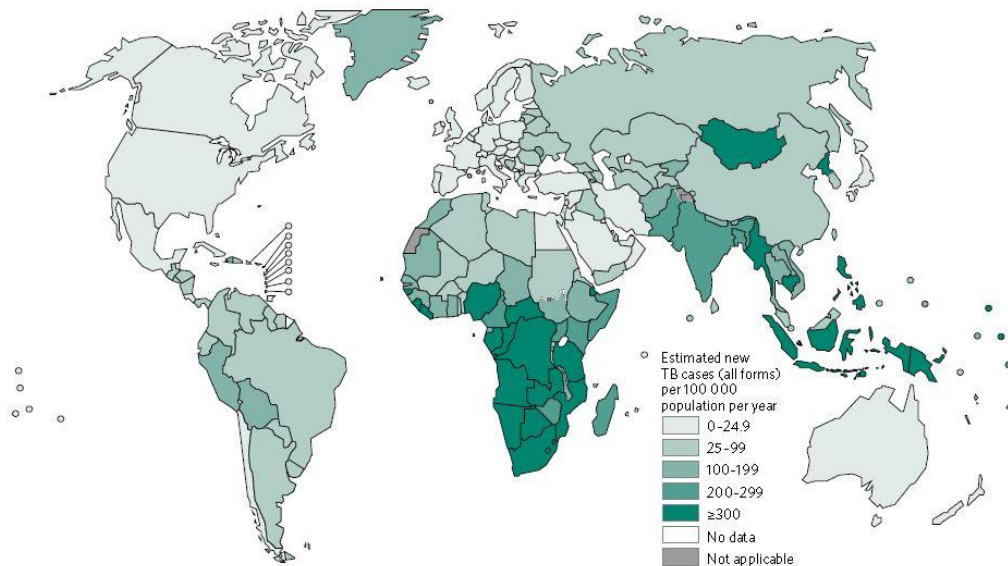 Estimated new
TB cases (all forms)
per 100 000
population per year
0–24.9
25–99
100–199
200–299
≥300
No data
Not applicable